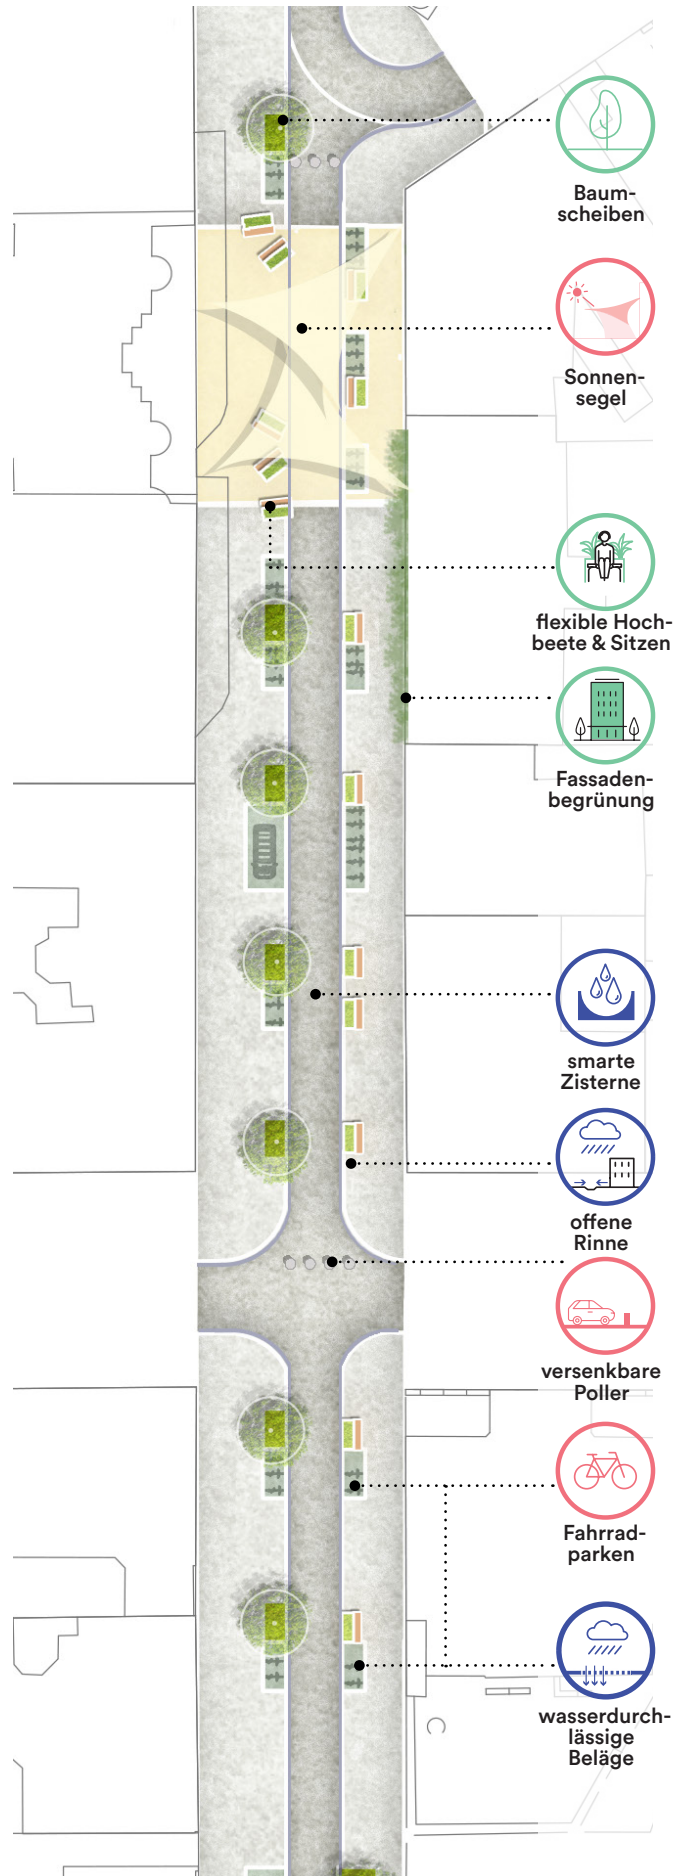 Baum-
scheiben
Sonnen-
segel
flexible Hoch-
beete & Sitzen
Fassaden-
begrünung
smarte
Zisterne
offene
Rinne
versenkbare
Poller
Fahrrad-
parken
wasserdurch-
lässige
Beläge